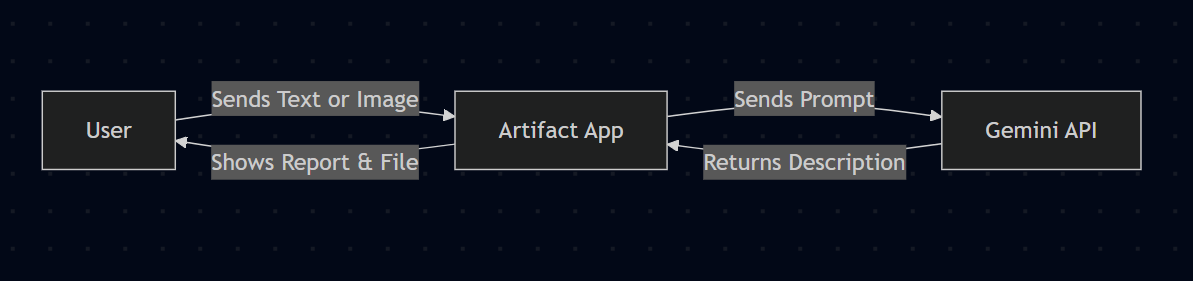 User
Sends Text or Image
Shows Report & File
Artifact App
Sends Prompt
Returns Description
Gemini API